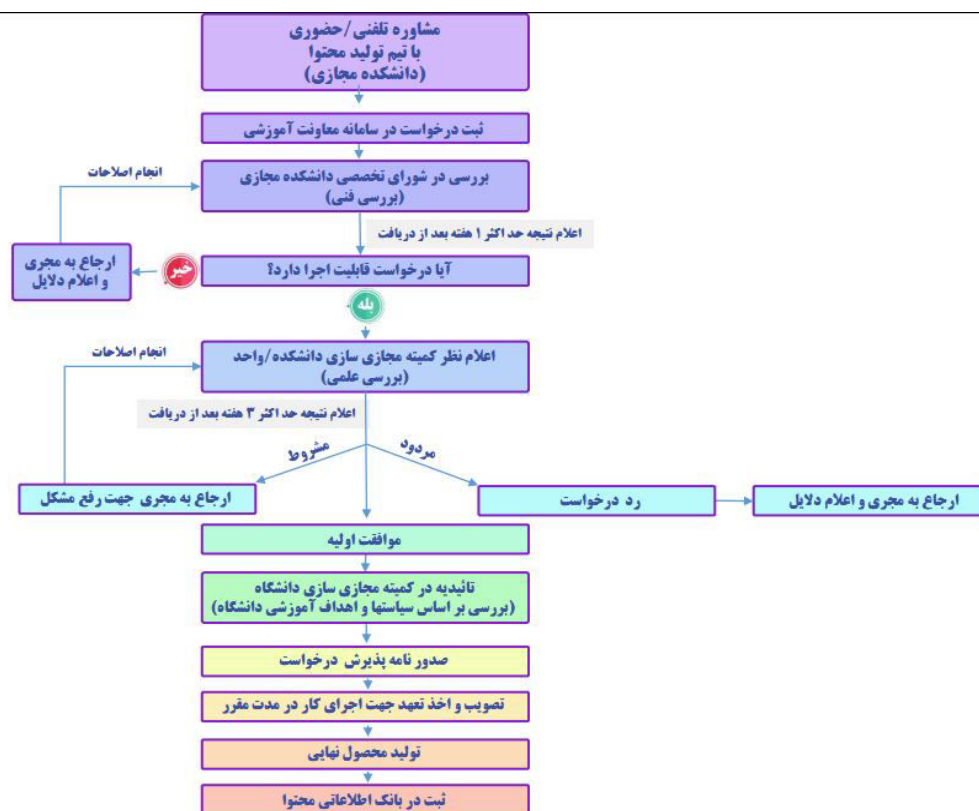 مشاوره تلفنی/حضوری
با تیم تولید محتوا
(دانشکده مجازی)
ثبت درخواست در سامانه معاونت آموزشی
انجام اصلاحات
بررسی در شورای تخصصی دانشکده مجازی
(بررسی فنی)
اعلام نتیجه حد اکثر ۱ هفته بعد از دریافت
آیا درخواست قابلیت اجرا دارد؟
خیر
ارجاع به مجری
و اعلام دلایل
بله
انجام اصلاحات
اعلام نظر کمیته مجازی سازی دانشکده/واحد
(بررسی علمی)
اعلام نتیجه حد اکثر ۳ هفته بعد از دریافت
مردود
مشروط
ارجاع به مجری و اعلام دلایل
رد درخواست
ارجاع به مجری جهت رفع مشکل
موافقت اولیه
تائیدیه در کمیته مجازی سازی دانشگاه
(بررسی بر اساس سیاستها و اهداف آموزشی دانشگاه)
صدور نامه پذیرش درخواست
تصویب و اخذ تعهد جهت اجرای کار در مدت مقرر
تولید محصول نهایی
ثبت در بانک اطلاعاتی محتوا